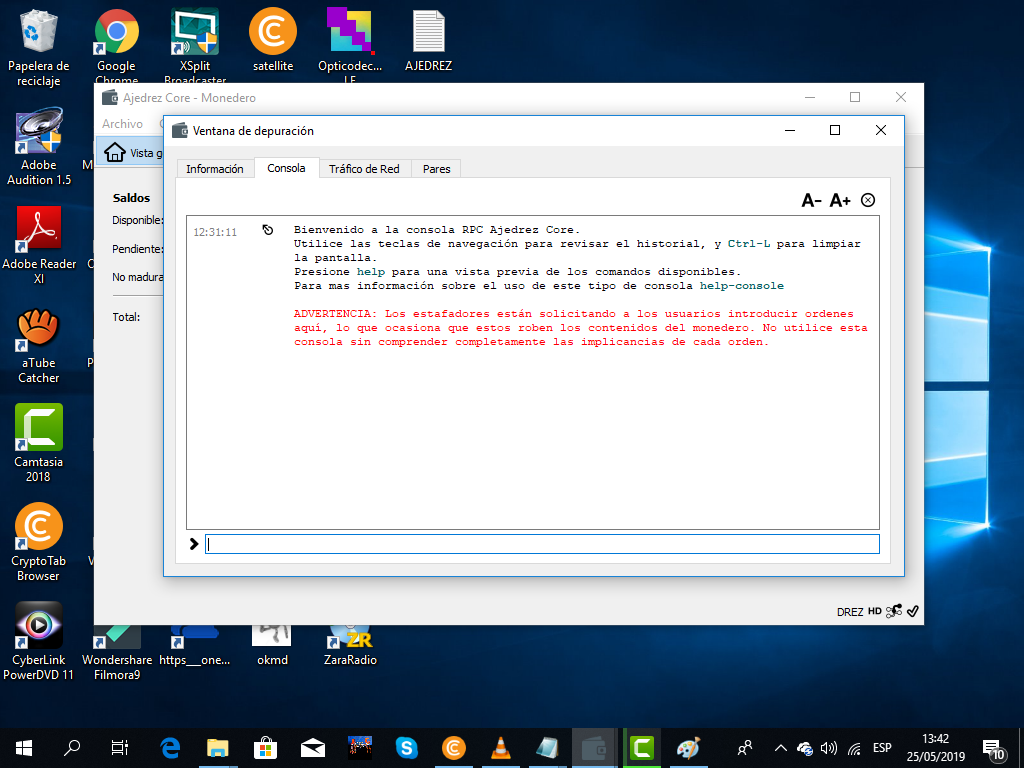 Papelera de
reciclaje
Google
Chrome
XSplit
Broadcaster
satellite
Opticodec...
LE
AJEDREZ
Adobe
Audition 1.5
M
Adobe Reader
XI
aTube
Catcher
P
Camtasia
2018
CryptoTab
Browser
V
CyberLink
PowerDVD 11
Wondershare
Filmora9
https___one...
okmd
ZaraRadio
ZR
Ajedrez Core - Monedero
Archivo
Vista g
Saldos
Disponible:
Pendiente:
No madura
Total:
Ventana de depuración
Información
Consola
Tráfico de Red
Pares
A- A+
12:31:11
Bienvenido a la consola RPC Ajedrez Core.
Utilice las teclas de navegación para revisar el historial, y Ctrl-L para limpiar
la pantalla.
Presione help para una vista previa de los comandos disponibles.
Para mas información sobre el uso de este tipo de consola help-console
ADVERTENCIA: Los estafadores están solicitando a los usuarios introducir ordenes
aquí, lo que ocasiona que estos roben los contenidos del monedero. No utilice esta
consola sin comprender completamente las implicancias de cada orden.
DREZ HD
ESP
13:42
25/05/2019
10